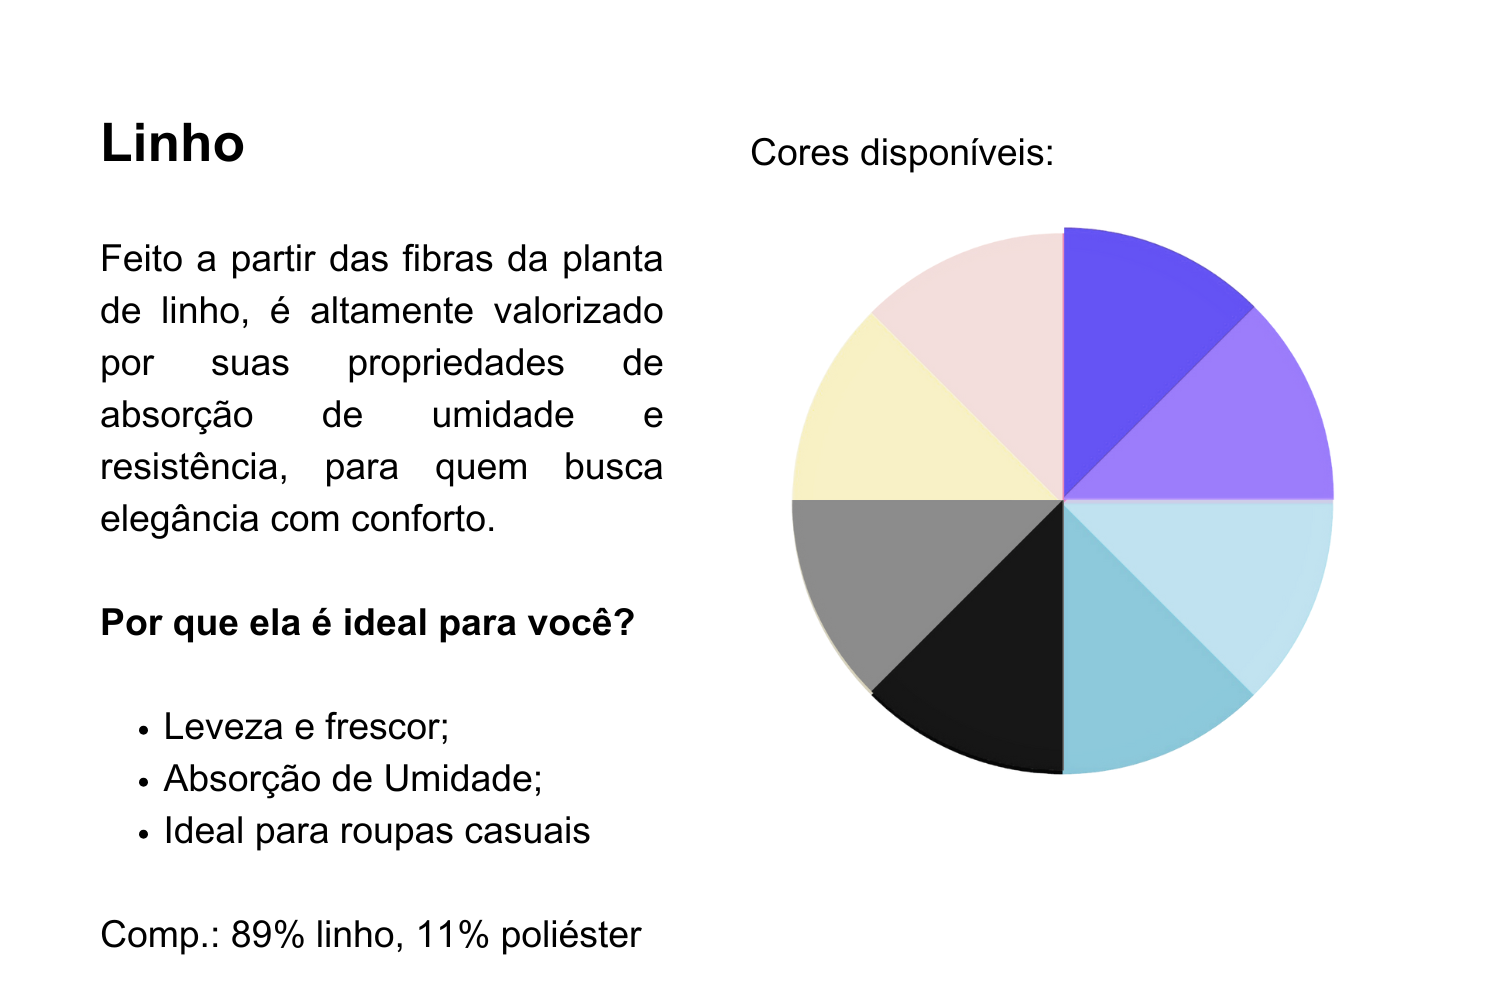 Linho
Feito a partir das fibras da planta
de linho, é altamente valorizado
por suas propriedades de
absorção de umidade e
resistência, para quem busca
elegância com conforto.
Por que ela é ideal para você?
• Leveza e frescor;
• Absorção de Umidade;
• Ideal para roupas casuais
Comp.: 89% linho, 11% poliéster
Cores disponíveis: